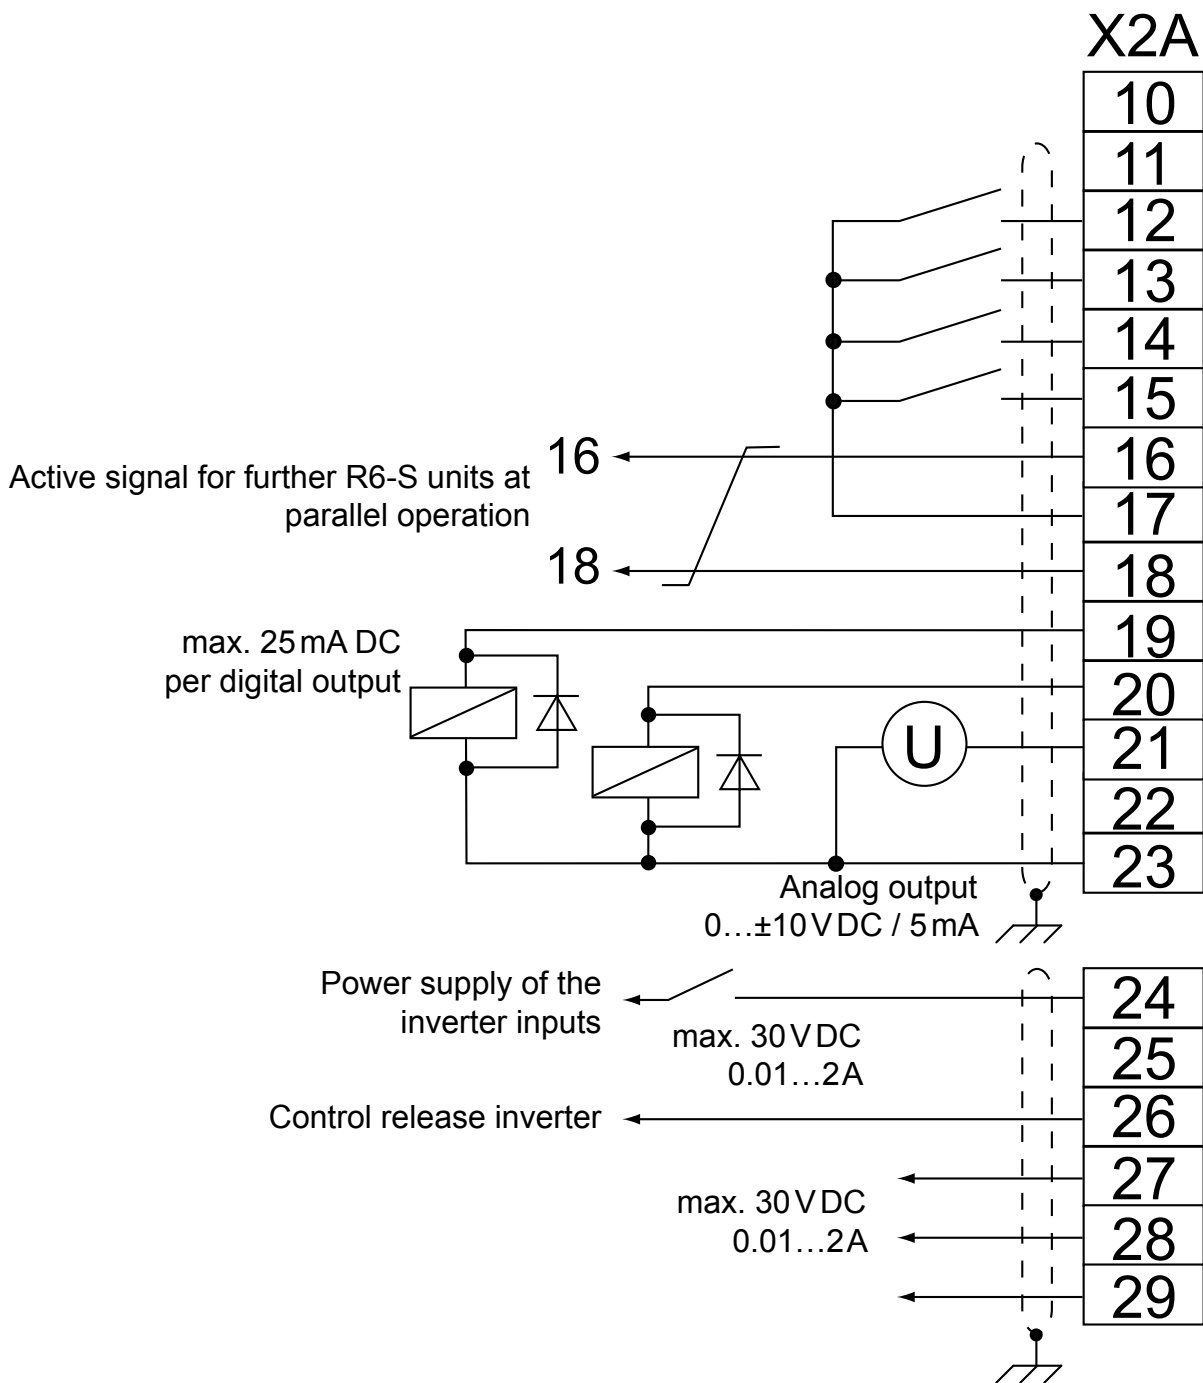 X2A
10
11
12
13
14
15
16
17
18
19
20
21
22
23
16
Active signal for further R6-S units at
parallel operation
18
max. 25 mA DC
per digital output
U
Analog output
0…±10 V DC / 5 mA
24
25
26
27
28
29
Power supply of the
inverter inputs
max. 30 V DC
0.01…2 A
Control release inverter
max. 30 V DC
0.01…2 A